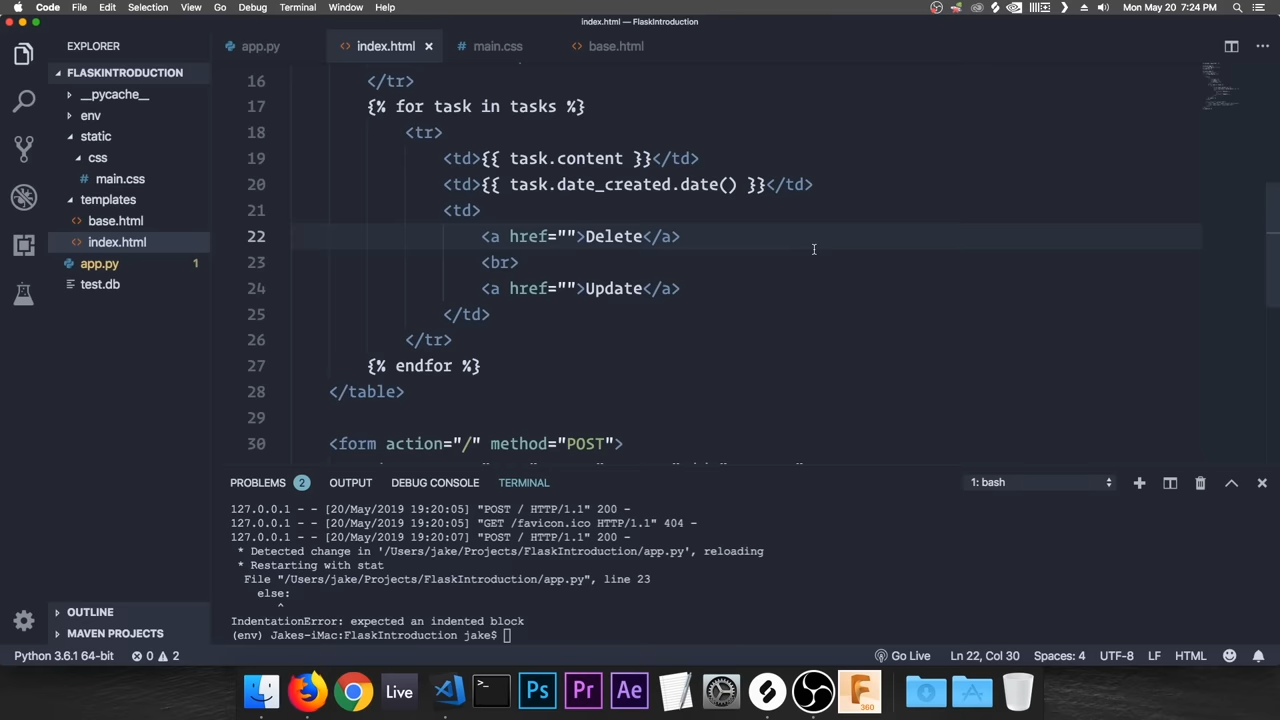 Code File Edit Selection View Go Debug Terminal Window Help Mon May 20 7:24 PM
index.html — FlaskIntroduction
EXPLORER
app.py
index.html
main.css
base.html
FLASKINTRODUCTION
__pycache__
env
static
css
main.css
templates
base.html
index.html
app.py 1
test.db
OUTLINE
MAVEN PROJECTS
16 </tr>
17 {% for task in tasks %}
18 <tr>
19 <td>{{ task.content }}</td>
20 <td>{{ task.date_created.date() }}</td>
21 <td>
22 <a href="">Delete</a>
23 <br>
24 <a href="">Update</a>
25 </td>
26 </tr>
27 {% endfor %}
28 </table>
29
30 <form action="/" method="POST">
PROBLEMS 2 OUTPUT DEBUG CONSOLE TERMINAL 1: bash
127.0.0.1 - - [20/May/2019 19:20:05] "POST / HTTP/1.1" 200 -
127.0.0.1 - - [20/May/2019 19:20:05] "GET /favicon.ico HTTP/1.1" 404 -
127.0.0.1 - - [20/May/2019 19:20:07] "POST / HTTP/1.1" 200 -
* Detected change in '/Users/jake/Projects/FlaskIntroduction/app.py', reloading
* Restarting with stat
File "/Users/jake/Projects/FlaskIntroduction/app.py", line 23
else:
^
IndentationError: expected an indented block
(env) Jakes-iMac:FlaskIntroduction jake$
Python 3.6.1 64-bit 0 2 Go Live Ln 22, Col 30 Spaces: 4 UTF-8 LF HTML
Live
>_
Ps
Pr
Ae
F
360